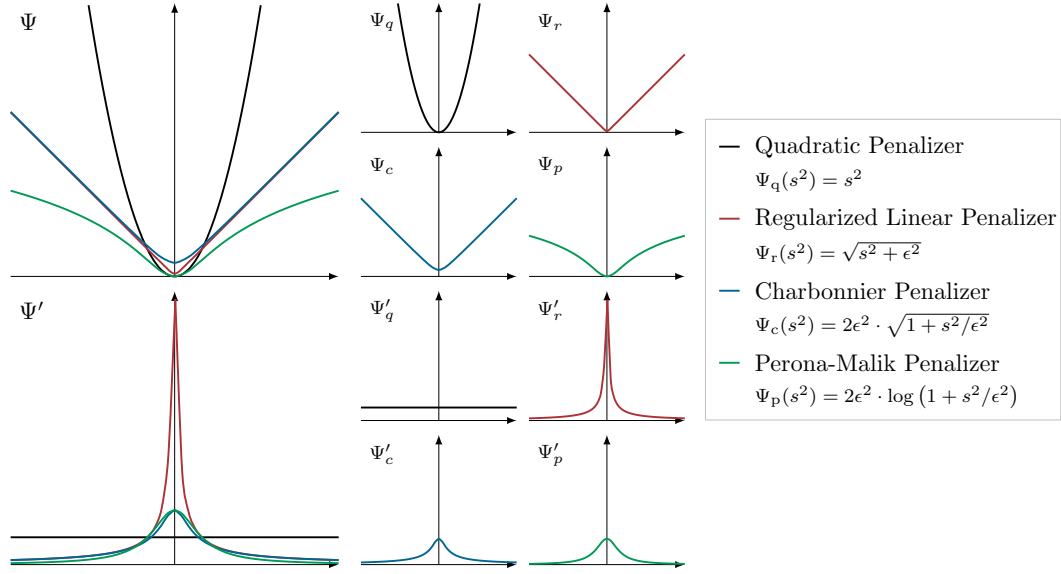 Ψ
Ψ_q
Ψ_r
Ψ_c
Ψ_p
Ψ′
Ψ′_q
Ψ′_r
Ψ′_c
Ψ′_p
Quadratic Penalizer
Ψ_q(s²) = s²
Regularized Linear Penalizer
Ψ_r(s²) = √(s² + ϵ²)
Charbonnier Penalizer
Ψ_c(s²) = 2ϵ² · √(1 + s²/ϵ²)
Perona-Malik Penalizer
Ψ_p(s²) = 2ϵ² · log (1 + s²/ϵ²)